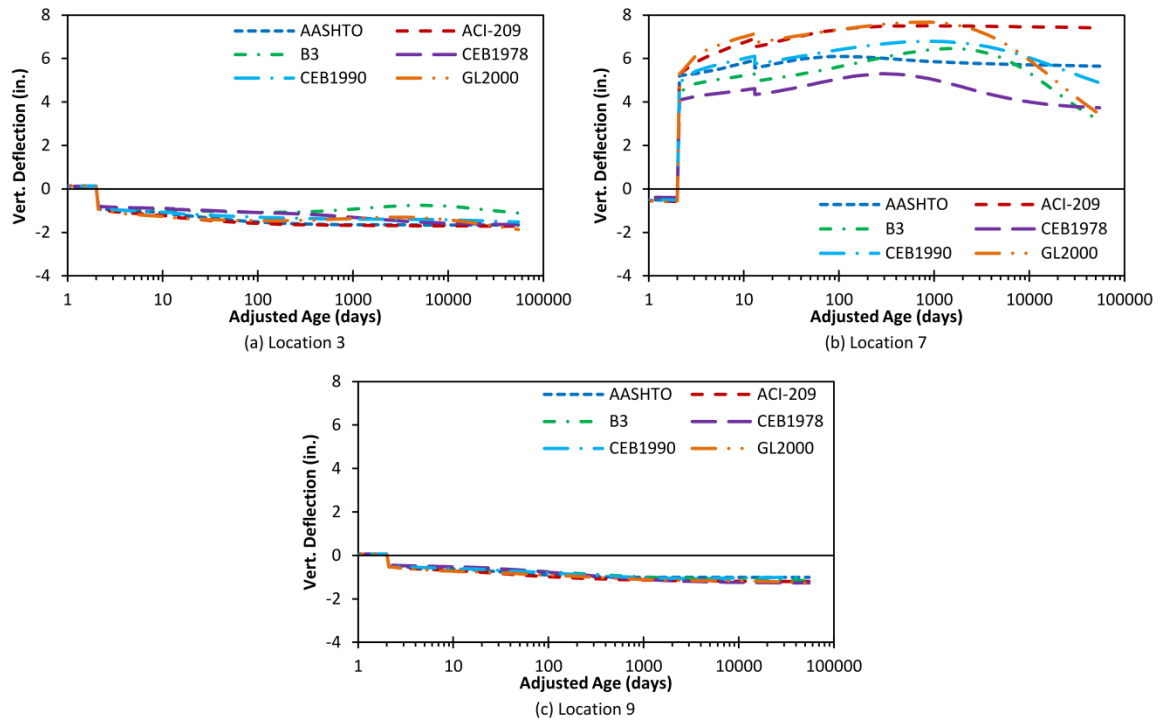 Vert. Deflection (in.)
8
6
4
2
0
-2
-4
AASHTO ACI-209
B3 CEB1978
CEB1990 GL2000
1 10 100 1000 10000 100000
Adjusted Age (days)
(a) Location 3
Vert. Deflection (in.)
8
6
4
2
0
-2
-4
AASHTO ACI-209
B3 CEB1978
CEB1990 GL2000
1 10 100 1000 10000 100000
Adjusted Age (days)
(b) Location 7
Vert. Deflection (in.)
8
6
4
2
0
-2
-4
AASHTO ACI-209
B3 CEB1978
CEB1990 GL2000
1 10 100 1000 10000 100000
Adjusted Age (days)
(c) Location 9